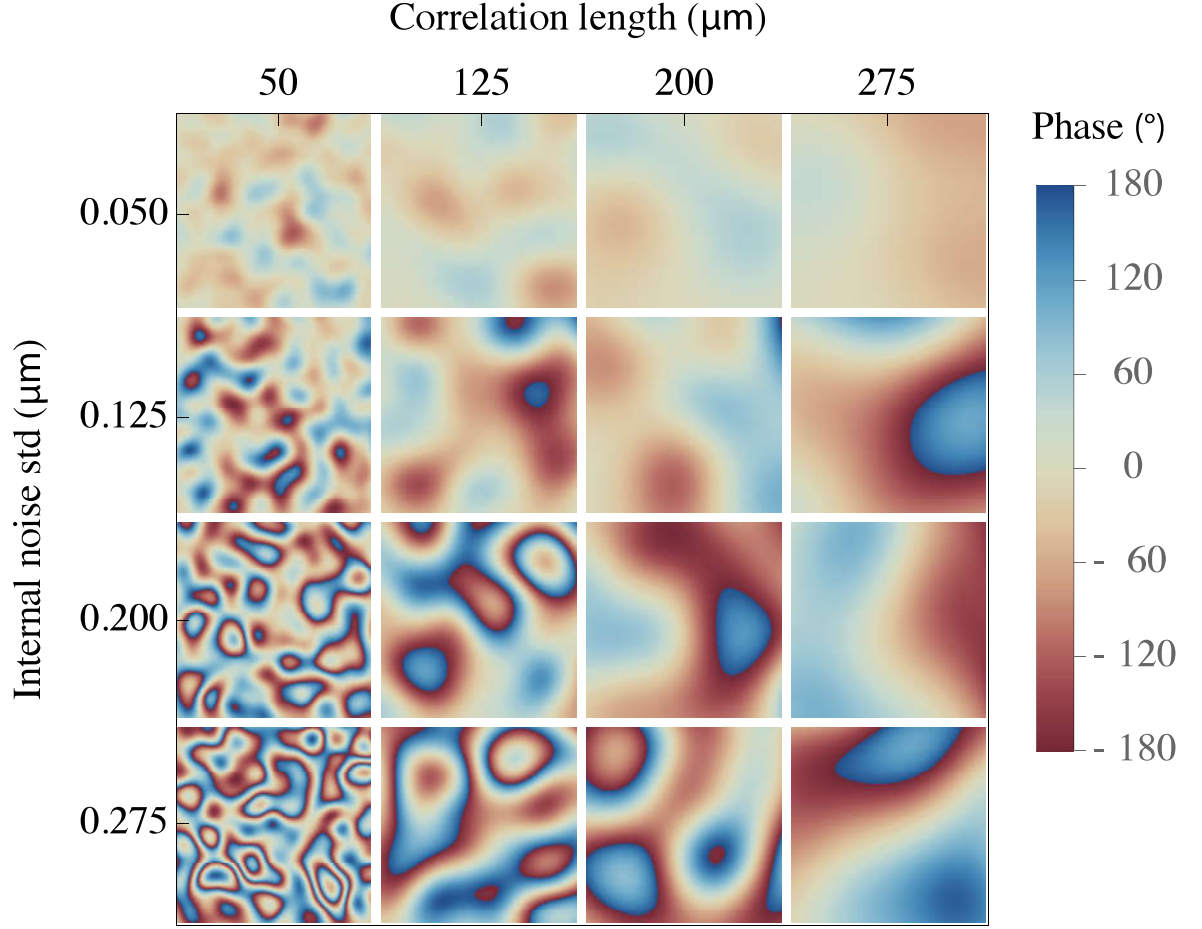 Correlation length (μm)
50 125 200 275
Phase (°)
Internal noise std (μm)
0.050
0.125
0.200
0.275
180
120
60
0
- 60
- 120
- 180